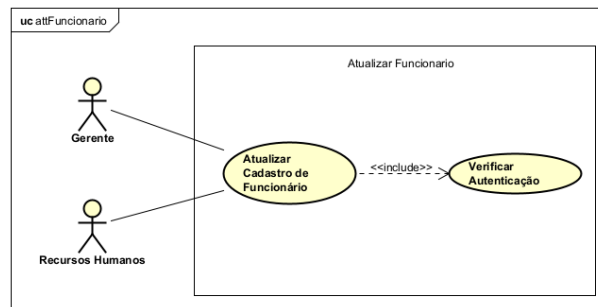 uc attFuncionario
Atualizar Funcionario
Gerente
Atualizar
Cadastro de
Funcionário
<<include>>
Verificar
Autenticação
Recursos Humanos